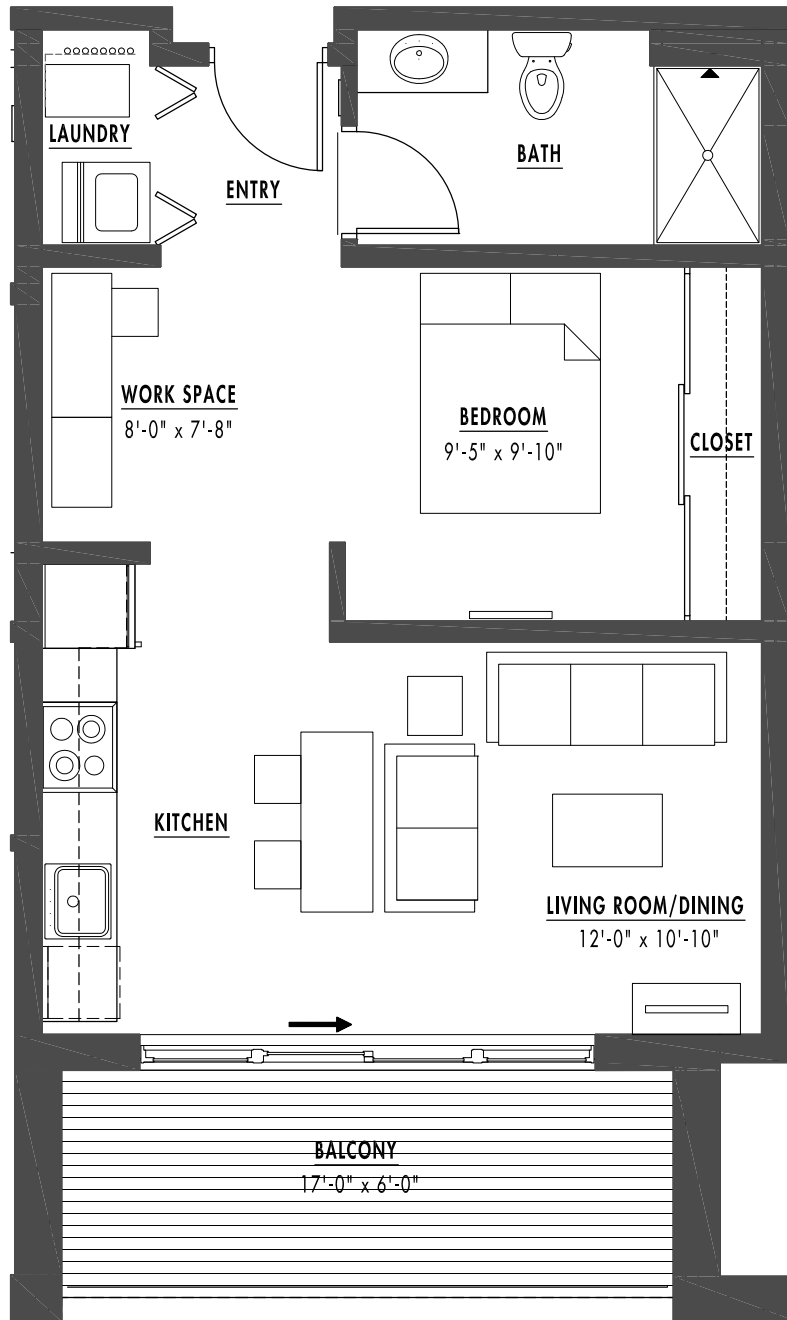 LAUNDRY
ENTRY
BATH
WORK SPACE
8'-0" x 7'-8"
BEDROOM
9'-5" x 9'-10"
CLOSET
KITCHEN
LIVING ROOM/DINING
12'-0" x 10'-10"
BALCONY
17'-0" x 6'-0"